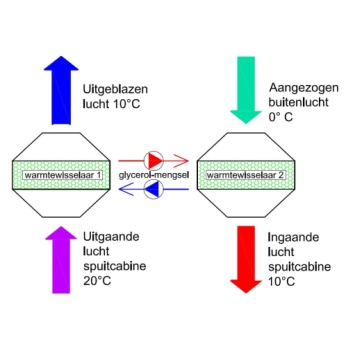 Uitgeblazen
lucht 10°C
Aangezogen
buitenlucht
0° C
warmtewisselaar 1
glycerol-mengsel
warmtewisselaar 2
Uitgaande
lucht
spuitcabine
20°C
Ingaande
lucht
spuitcabine
10°C